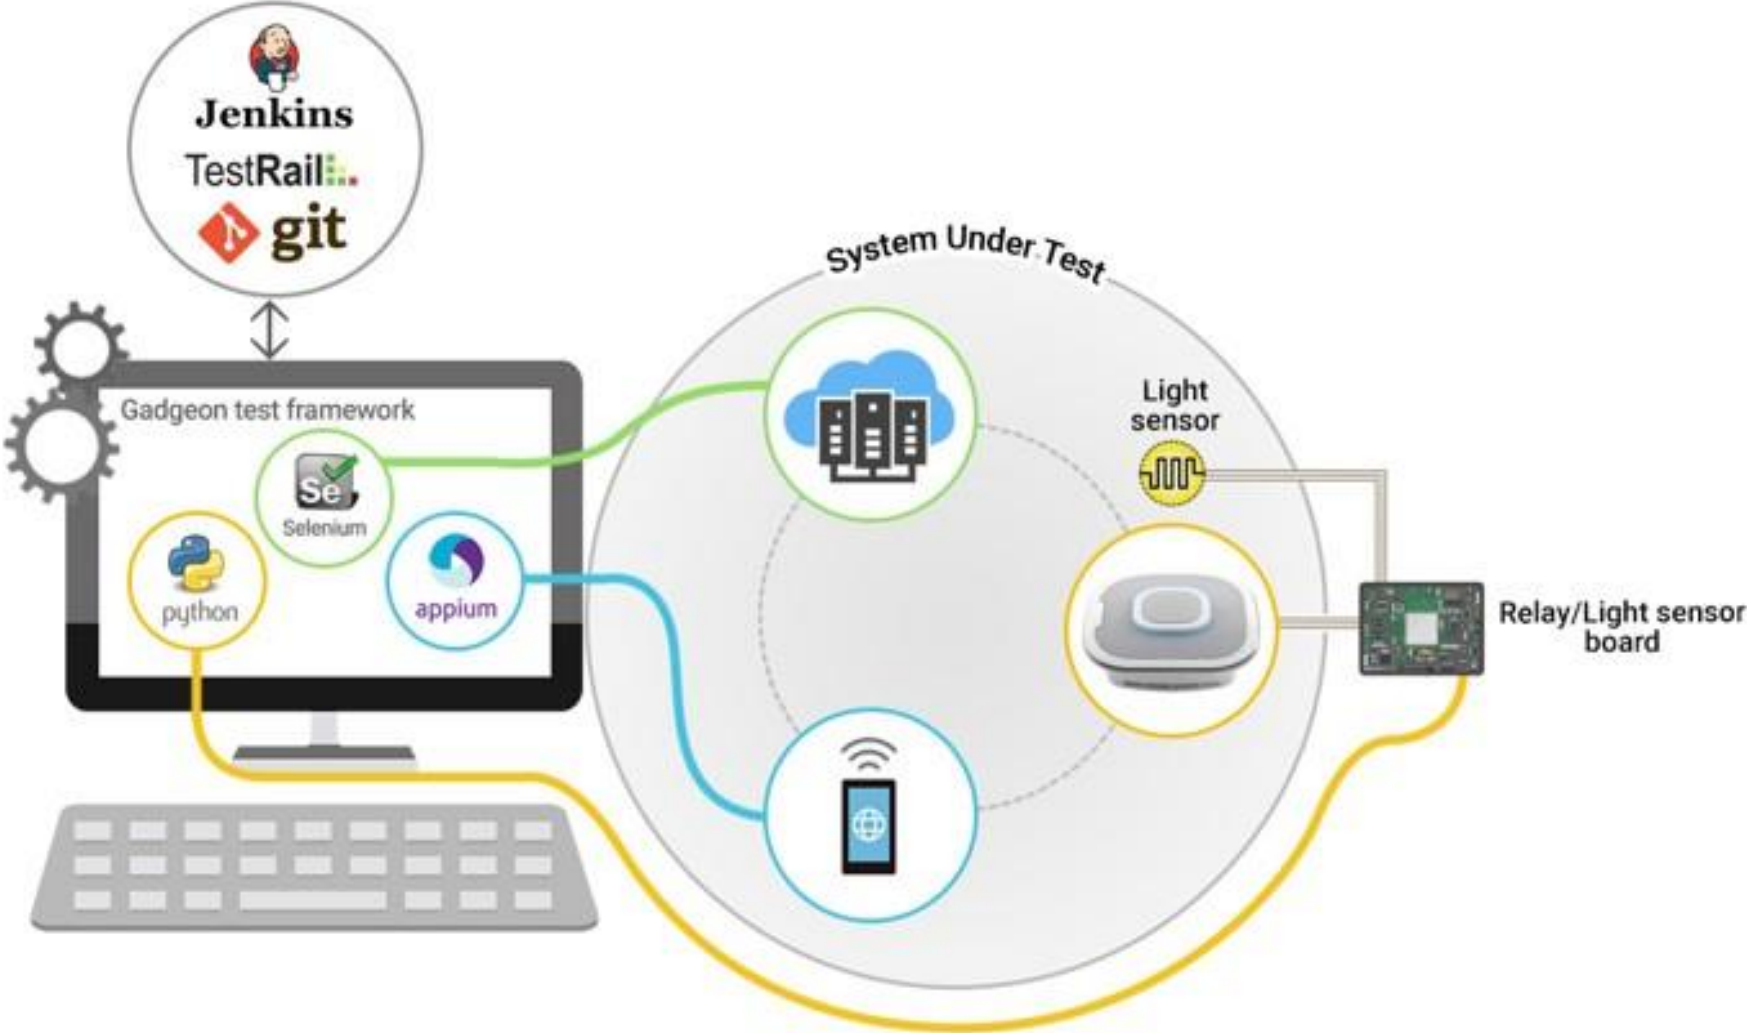 Jenkins
TestRail
git
System Under Test
Gadgeon test framework
Se
Selenium
python
appium
Light
sensor
Relay/Light sensor
board